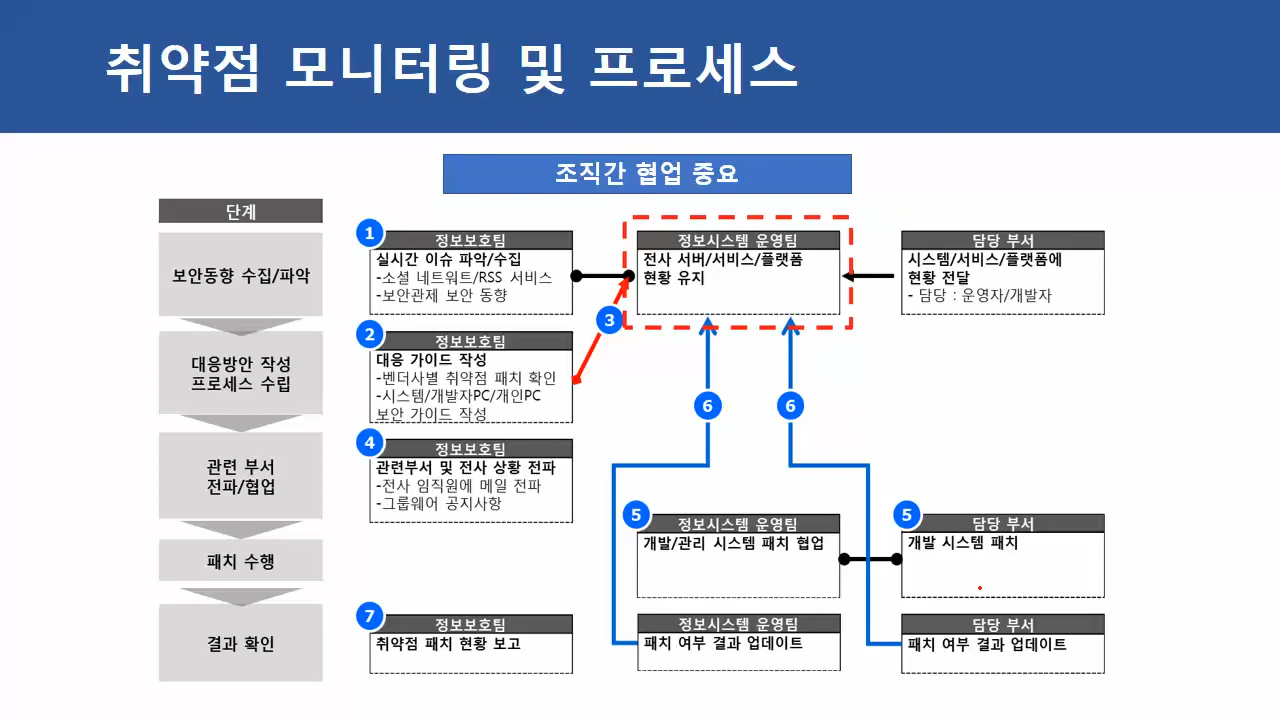 취약점 모니터링 및 프로세스
조직간 협업 중요
단계
보안동향 수집/파악
대응방안 작성
프로세스 수립
관련 부서
전파/협업
패치 수행
결과 확인
1
정보보호팀
실시간 이슈 파악/수집
-소셜 네트워크/RSS 서비스
-보안관제 보안 동향
정보시스템 운영팀
전사 서버/서비스/플랫폼
현황 유지
담당 부서
시스템/서비스/플랫폼에
현황 전달
- 담당 : 운영자/개발자
2
정보보호팀
대응 가이드 작성
-벤더사별 취약점 패치 확인
-시스템/개발자PC/개인PC
보안 가이드 작성
3
4
정보보호팀
관련부서 및 전사 상황 전파
-전사 임직원에 메일 전파
-그룹웨어 공지사항
6
6
5
정보시스템 운영팀
개발/관리 시스템 패치 협업
5
담당 부서
개발 시스템 패치
7
정보보호팀
취약점 패치 현황 보고
정보시스템 운영팀
패치 여부 결과 업데이트
담당 부서
패치 여부 결과 업데이트